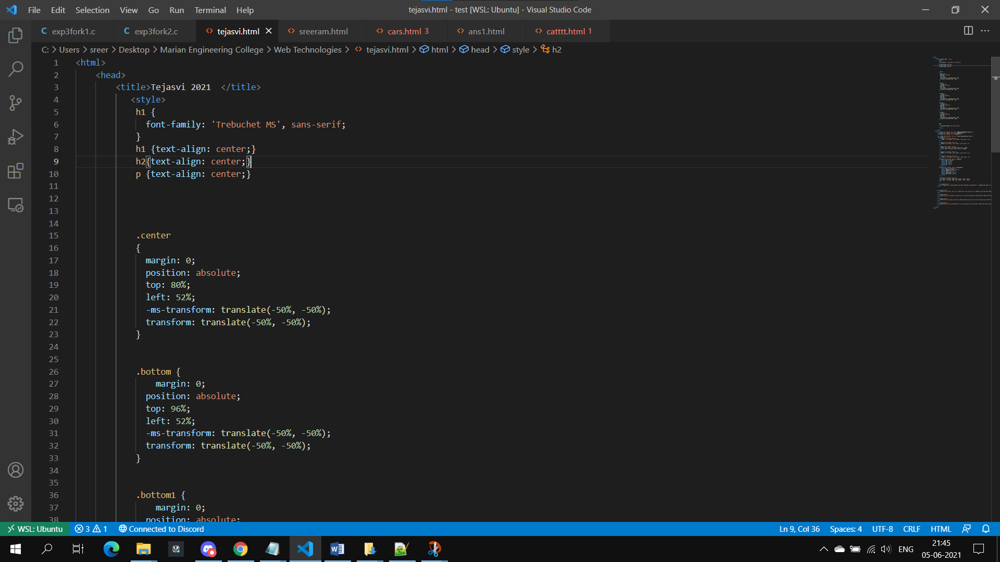 File Edit Selection View Go Run Terminal Help
tejasvi.html - test [WSL: Ubuntu] - Visual Studio Code
C exp3fork1.c C exp3fork2.c <> tejasvi.html <> sreeram.html <> cars.html 3 <> ans1.html <> catttt.html 1
C: > Users > sreer > Desktop > Marian Engineering College > Web Technologies > <> tejasvi.html > html > head > style > h2
1 <html>
2 <head>
3 <title>Tejasvi 2021  </title>
4 <style>
5 h1 {
6 font-family: 'Trebuchet MS', sans-serif;
7 }
8 h1 {text-align: center;}
9 h2{text-align: center;}
10 p {text-align: center;}
11
12
13
14
15 .center
16 {
17 margin: 0;
18 position: absolute;
19 top: 80%;
20 left: 52%;
21 -ms-transform: translate(-50%, -50%);
22 transform: translate(-50%, -50%);
23 }
24
25
26 .bottom {
27 margin: 0;
28 position: absolute;
29 top: 96%;
30 left: 52%;
31 -ms-transform: translate(-50%, -50%);
32 transform: translate(-50%, -50%);
33 }
34
35
36 .bottom1 {
37 margin: 0;
38 position: absolute;
WSL: Ubuntu 3 1 Connected to Discord Ln 9, Col 36 Spaces: 4 UTF-8 CRLF HTML
ENG 21:45
05-06-2021